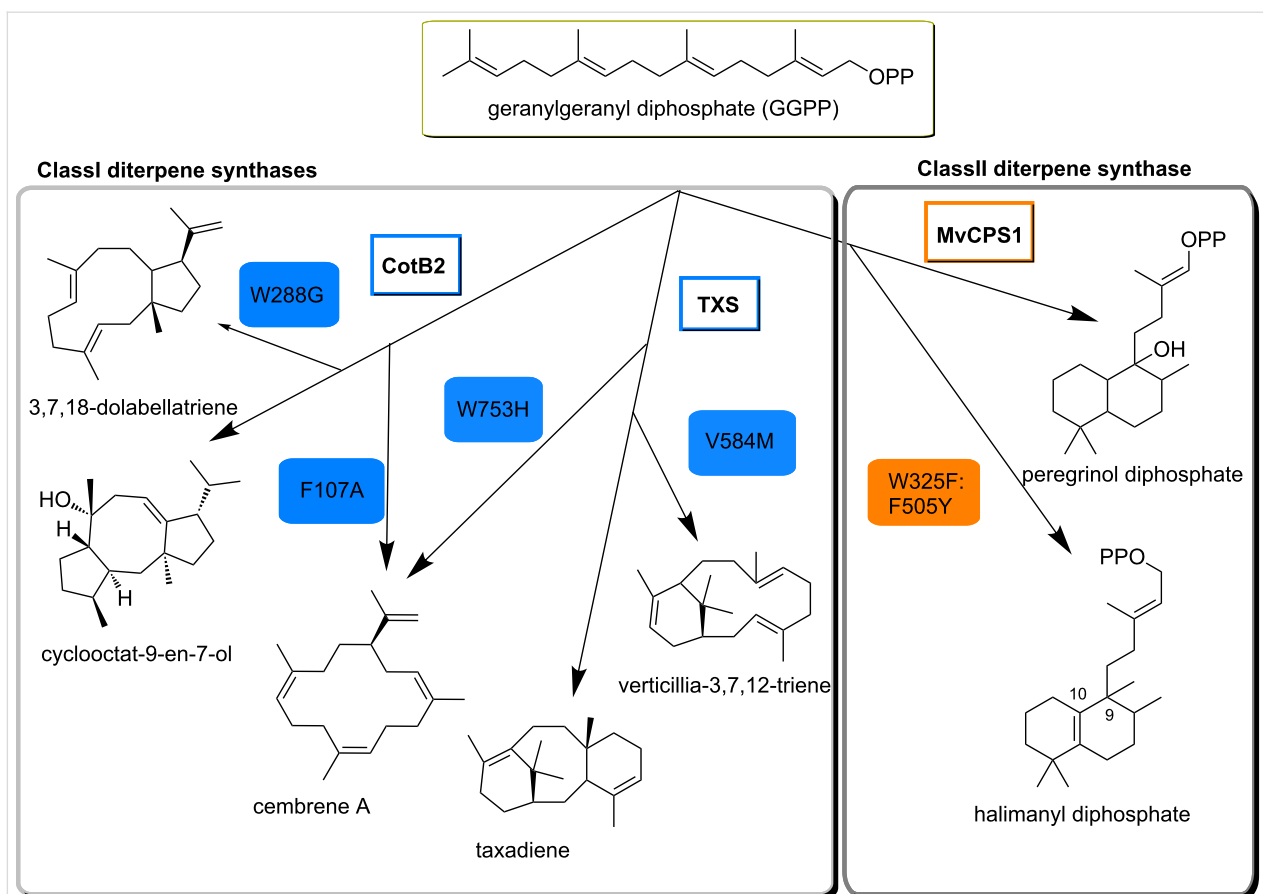 OPP
geranylgeranyl diphosphate (GGPP)
ClassI diterpene synthases
ClassII diterpene synthase
MvCPS1
OPP
CotB2
W288G
TXS
OH
3,7,18-dolabellatriene
W753H
V584M
peregrinol diphosphate
F107A
W325F:
F505Y
HO
H
H
PPO
cyclooctat-9-en-7-ol
verticillia-3,7,12-triene
10
9
cembrene A
halimanyl diphosphate
taxadiene